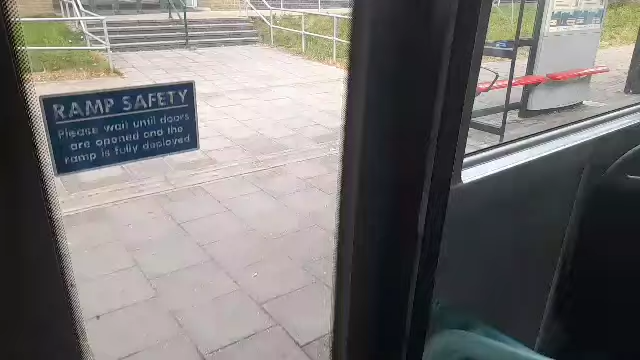 RAMP SAFETY
Please wait until doors
are opened and the
ramp is fully deployed